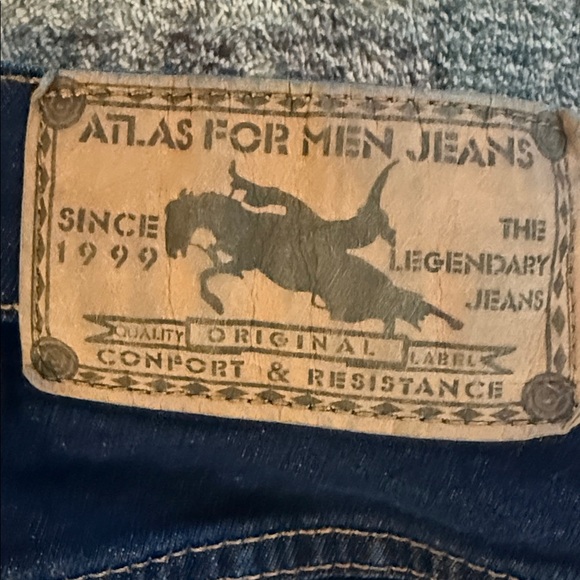 ATLAS FOR MEN JEANS
SINCE
1999
THE
LEGENDARY
JEANS
QUALITY ORIGINAL LABEL
CONFORT & RESISTANCE